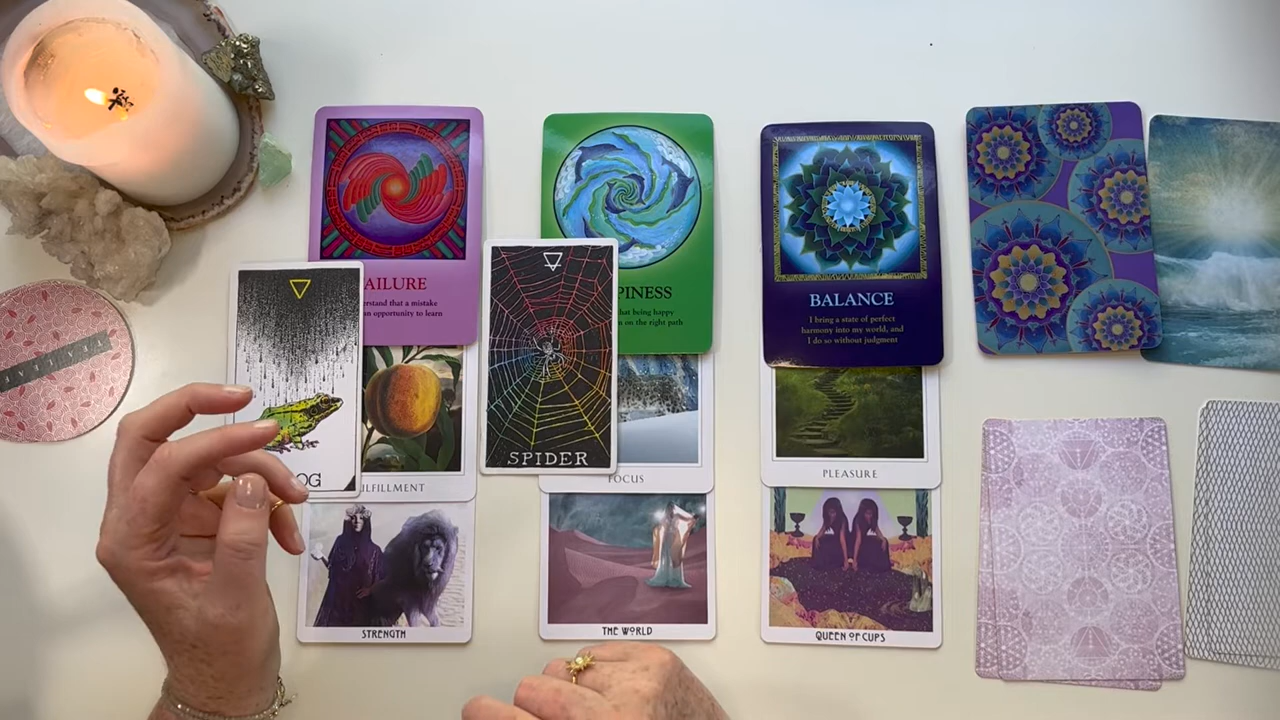 AILURE
erstand that a mistake
an opportunity to learn
PINESS
hat being happy
m on the right path
BALANCE
I bring a state of perfect
harmony into my world, and
I do so without judgment
OG
SPIDER
LFILLMENT
FOCUS
PLEASURE
STRENGTH
THE WORLD
QUEEN OF CUPS